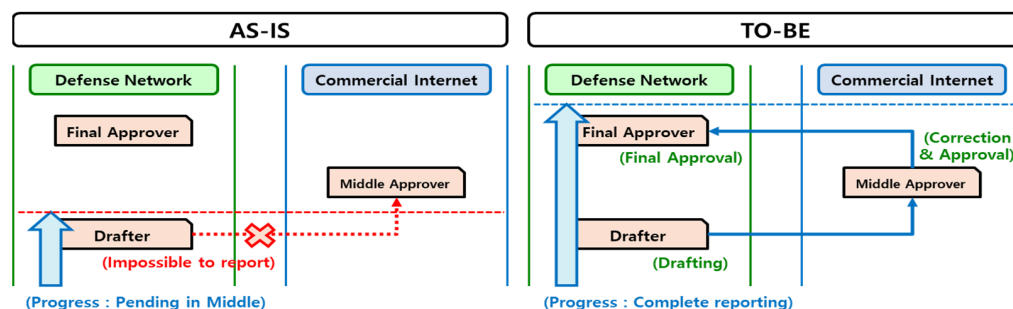 AS-IS
Defense Network
Commercial Internet
Final Approver
Middle Approver
Drafter
(Impossible to report)
(Progress : Pending in Middle)
TO-BE
Defense Network
Commercial Internet
Final Approver
(Final Approval)
(Correction
& Approval)
Middle Approver
Drafter
(Drafting)
(Progress : Complete reporting)